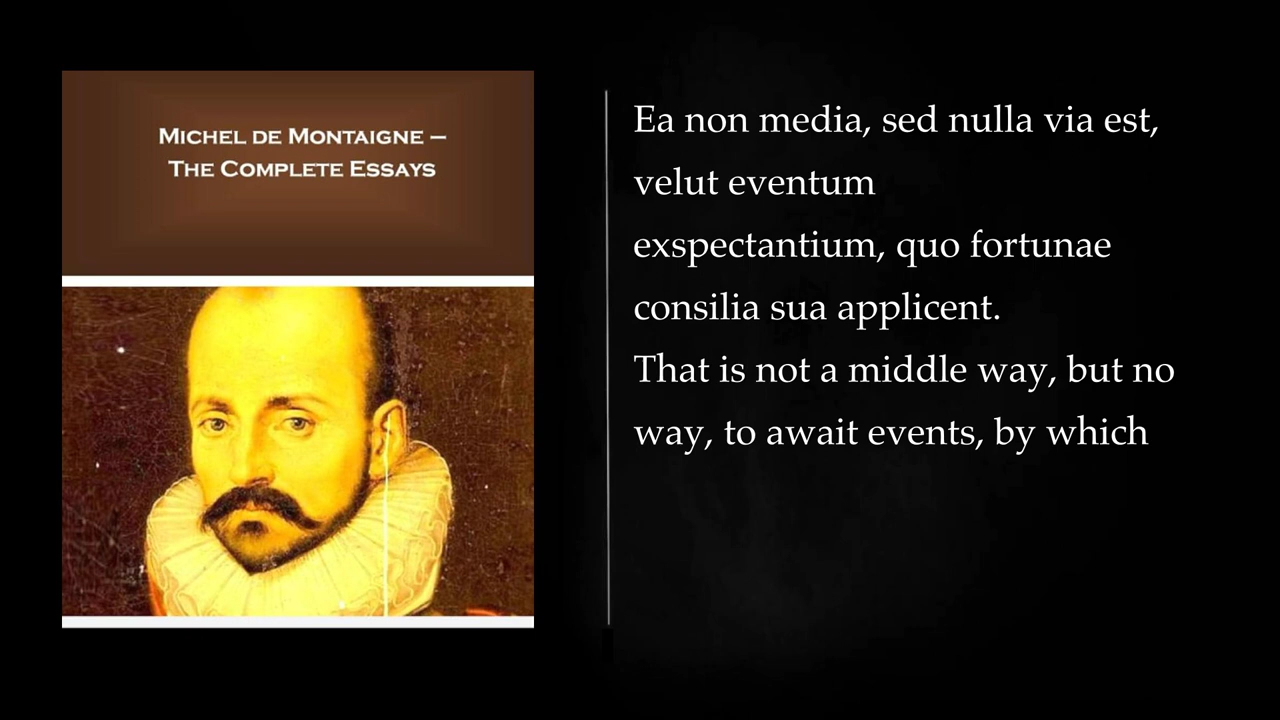 MICHEL DE MONTAIGNE –
THE COMPLETE ESSAYS
Ea non media, sed nulla via est,
velut eventum
exspectantium, quo fortunae
consilia sua applicent.
That is not a middle way, but no
way, to await events, by which